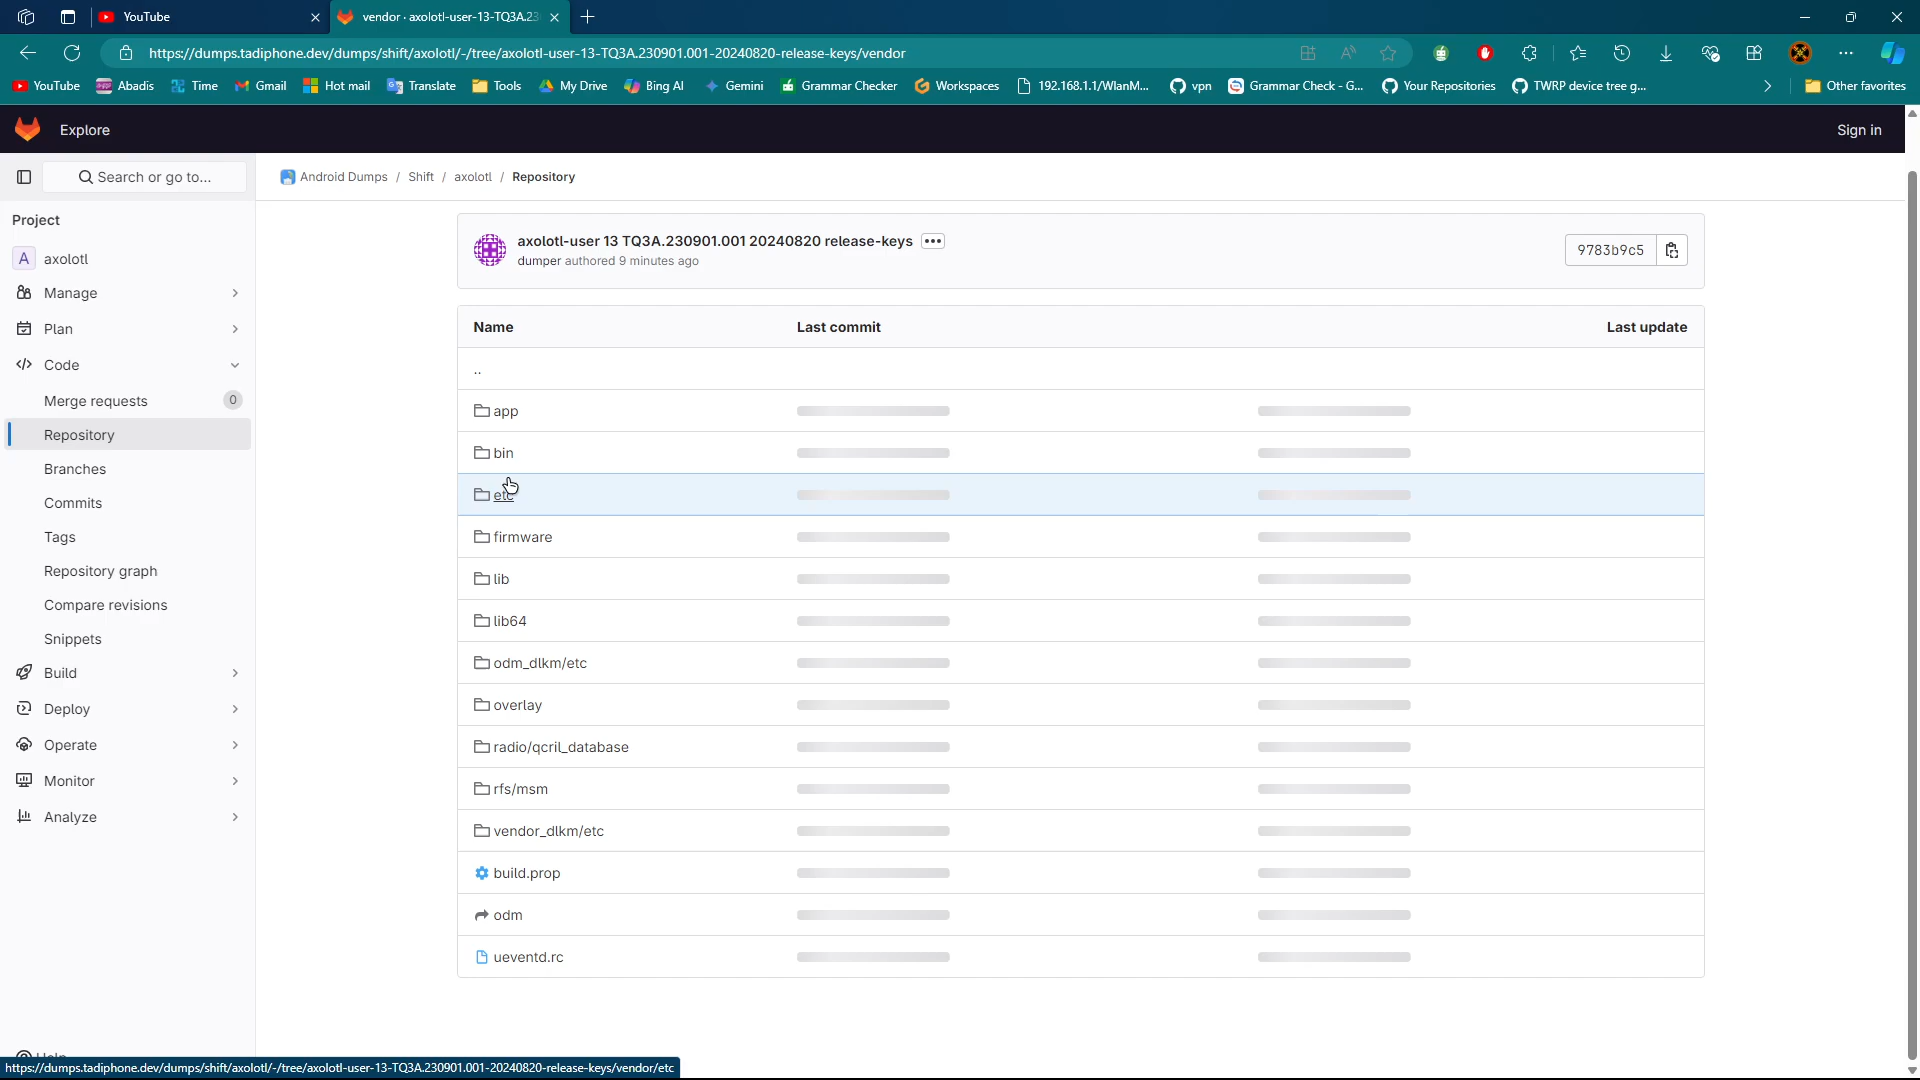 YouTube
vendor · axolotl-user-13-TQ3A.23
https://dumps.tadiphone.dev/dumps/shift/axolotl/-/tree/axolotl-user-13-TQ3A.230901.001-20240820-release-keys/vendor
YouTube Abadis Time Gmail Hot mail Translate Tools My Drive Bing AI Gemini Grammar Checker Workspaces 192.168.1.1/WlanM... vpn Grammar Check - G... Your Repositories TWRP device tree g... Other favorites
Explore
Sign in
Search or go to...
Android Dumps / Shift / axolotl / Repository
Project
A axolotl
Manage
Plan
Code
Merge requests 0
Repository
Branches
Commits
Tags
Repository graph
Compare revisions
Snippets
Build
Deploy
Operate
Monitor
Analyze
Help
axolotl-user 13 TQ3A.230901.001 20240820 release-keys
dumper authored 9 minutes ago
9783b9c5
Name Last commit Last update
..
app
bin
etc
firmware
lib
lib64
odm_dlkm/etc
overlay
radio/qcril_database
rfs/msm
vendor_dlkm/etc
build.prop
odm
ueventd.rc
https://dumps.tadiphone.dev/dumps/shift/axolotl/-/tree/axolotl-user-13-TQ3A.230901.001-20240820-release-keys/vendor/etc